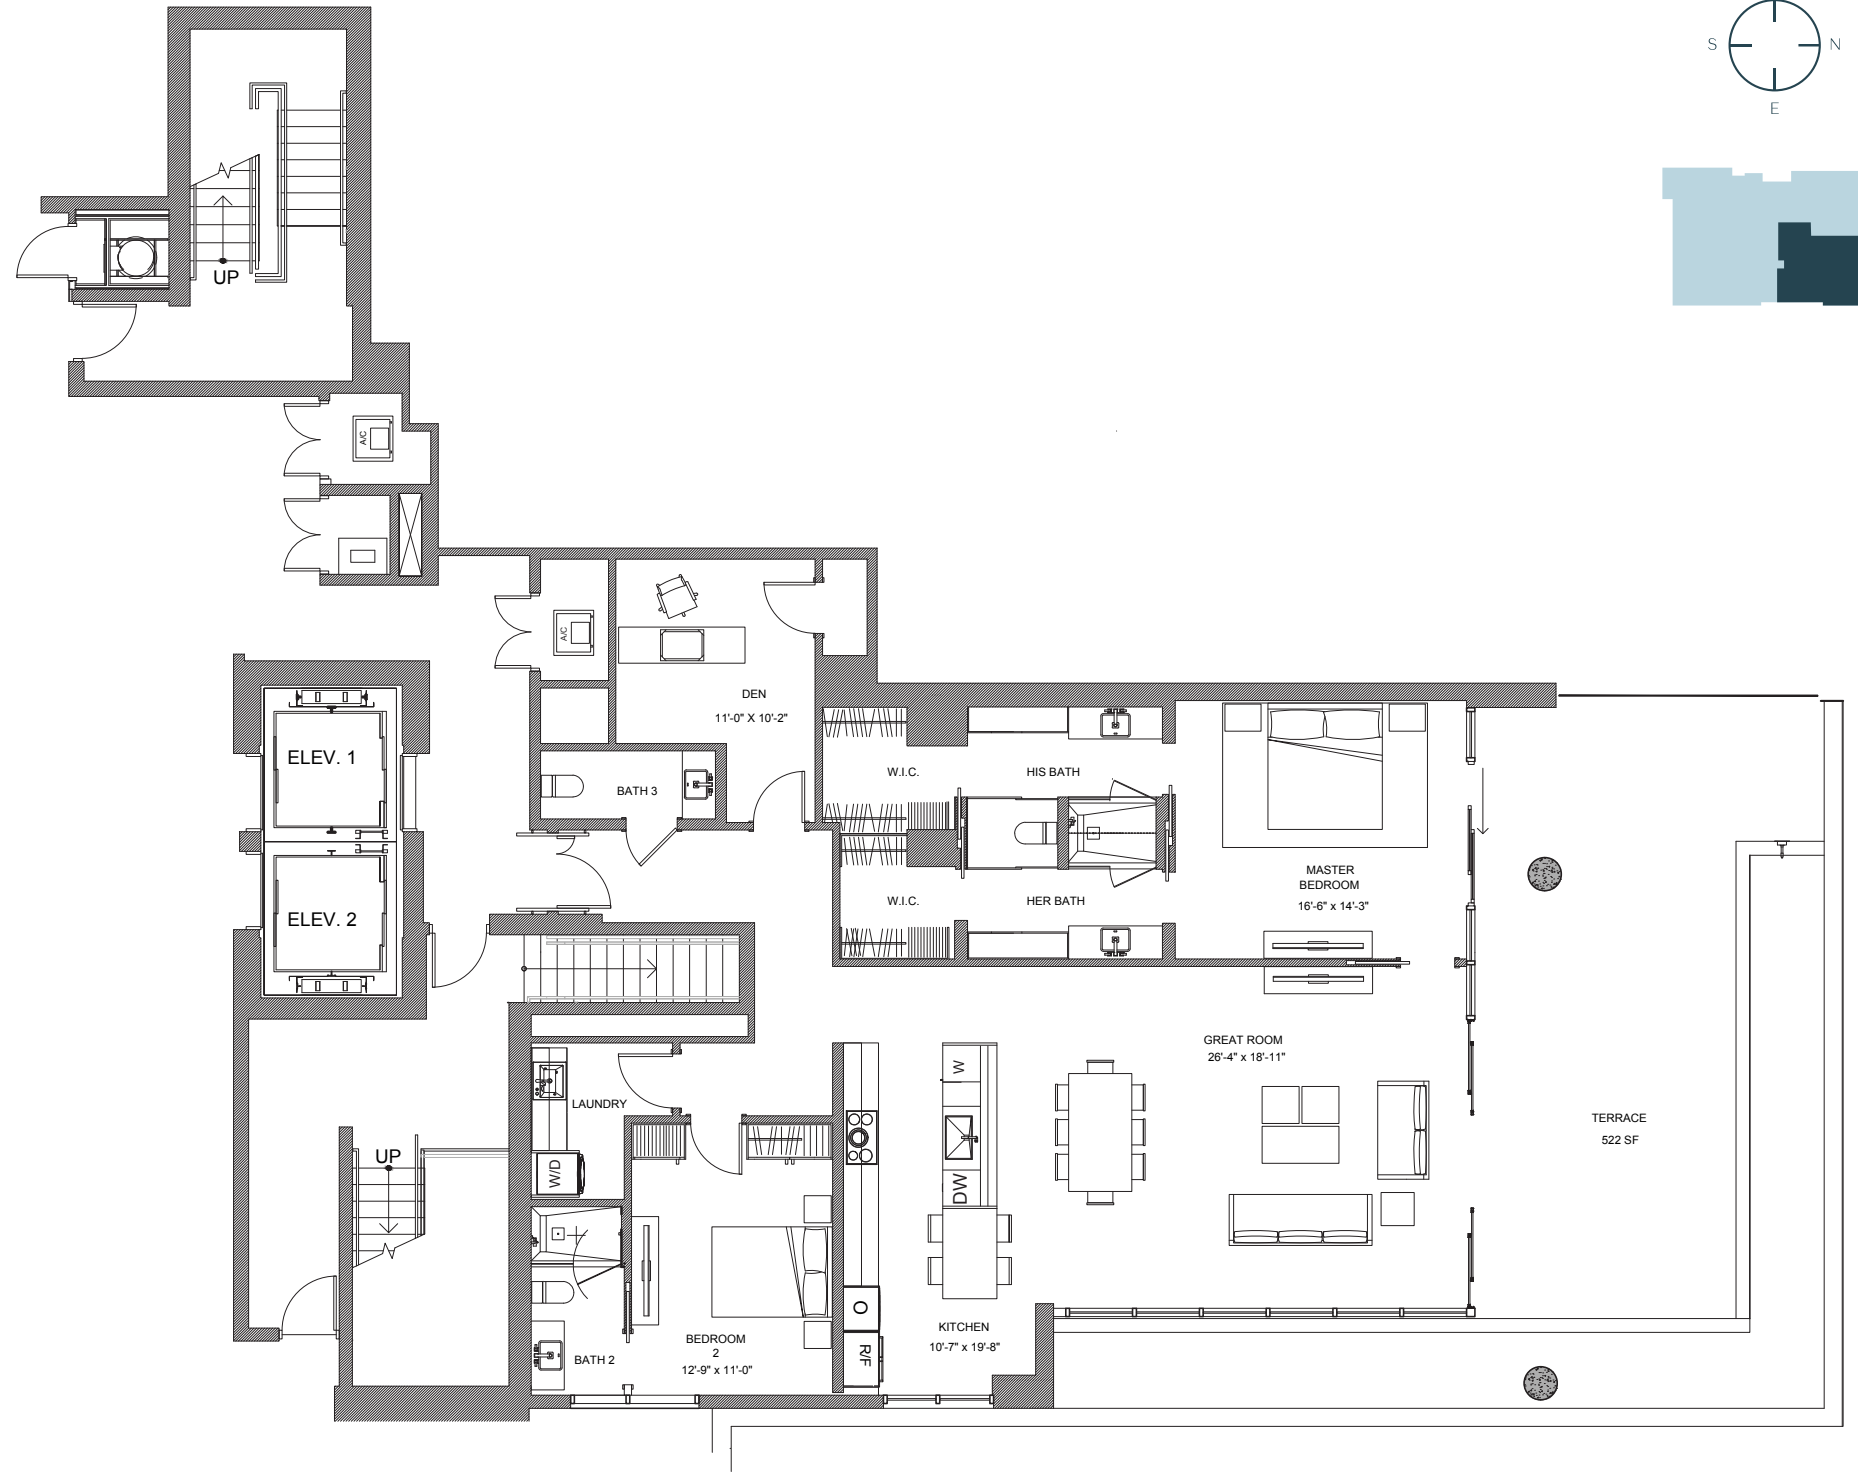 S
N
E
UP
A/C
A/C
ELEV. 1
ELEV. 2
DEN
11'-0" X 10'-2"
BATH 3
W.I.C.
HIS BATH
W.I.C.
HER BATH
MASTER
BEDROOM
16'-6" x 14'-3"
GREAT ROOM
26'-4" x 18'-11"
TERRACE
522 SF
LAUNDRY
W/D
UP
W
DW
O
R/F
KITCHEN
10'-7" x 19'-8"
BEDROOM
2
12'-9" x 11'-0"
BATH 2